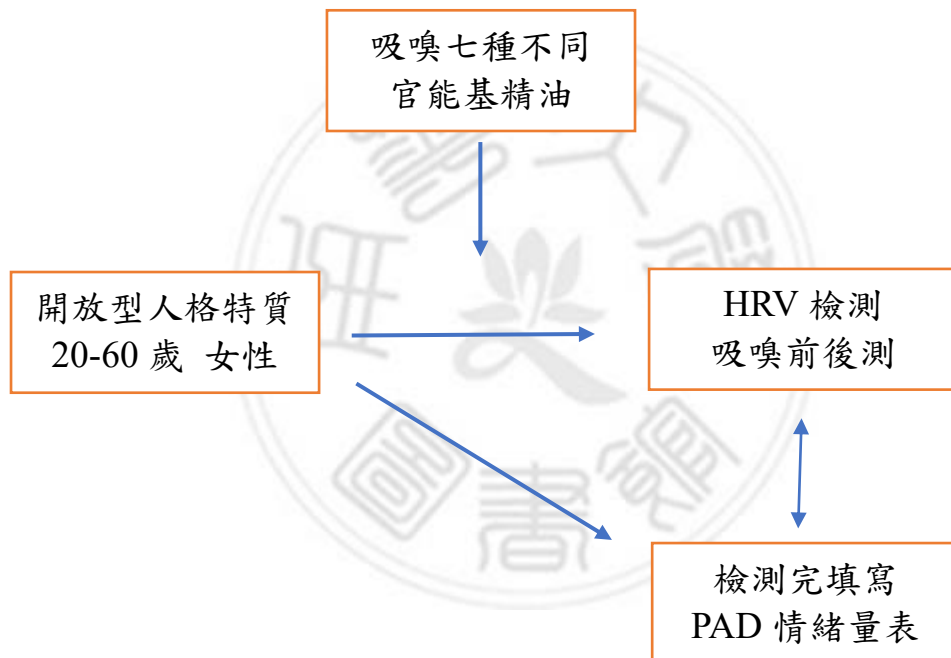 吸嗅七種不同
官能基精油
開放型人格特質
20-60 歲 女性
HRV 檢測
吸嗅前後測
檢測完填寫
PAD 情緒量表